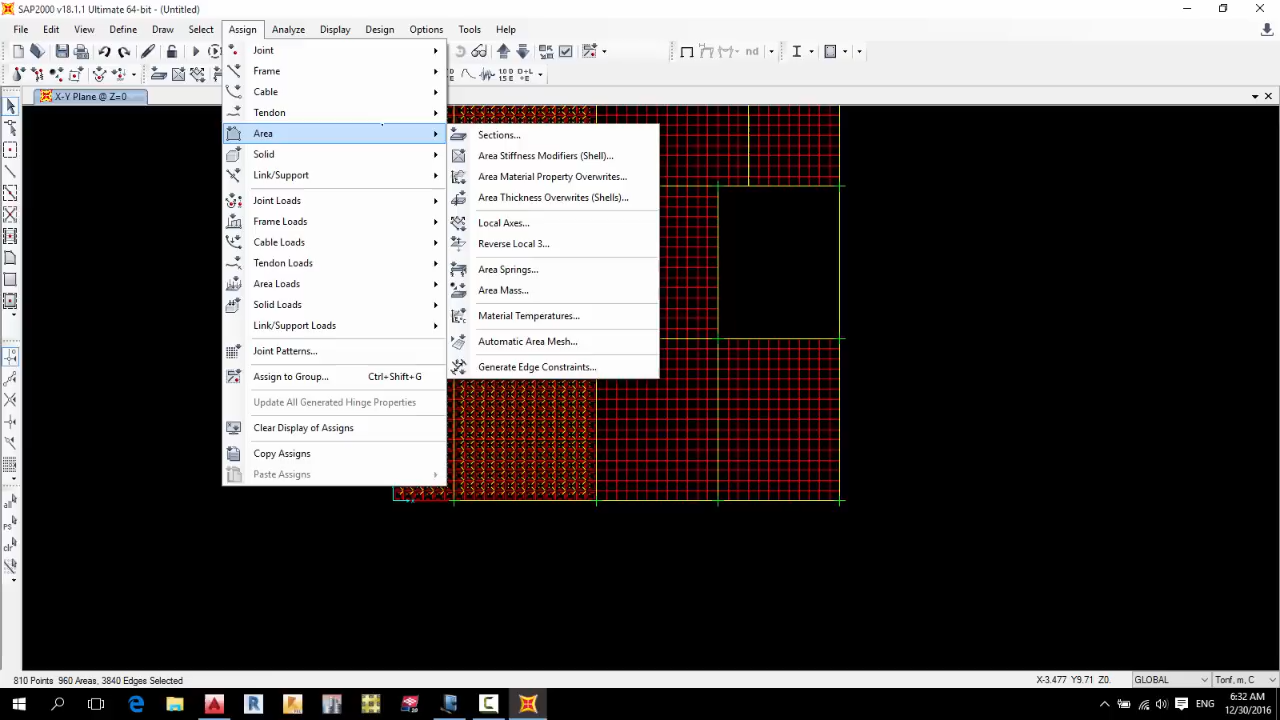 SAP2000 v18.1.1 Ultimate 64-bit - (Untitled)
File Edit View Define Draw Select Assign Analyze Display Design Options Tools Help
nd
X-Y Plane @ Z=0
Joint
Frame
Cable
Tendon
Area
Solid
Link/Support
Joint Loads
Frame Loads
Cable Loads
Tendon Loads
Area Loads
Solid Loads
Link/Support Loads
Joint Patterns...
Assign to Group... Ctrl+Shift+G
Update All Generated Hinge Properties
Clear Display of Assigns
Copy Assigns
Paste Assigns
Sections...
Area Stiffness Modifiers (Shell)...
Area Material Property Overwrites...
Area Thickness Overwrites (Shells)...
Local Axes...
Reverse Local 3...
Area Springs...
Area Mass...
Material Temperatures...
Automatic Area Mesh...
Generate Edge Constraints...
all
PS
clr
810 Points 960 Areas, 3840 Edges Selected
X-3.477 Y9.71 Z0.
GLOBAL
Tonf, m, C
ENG
6:32 AM
12/30/2016